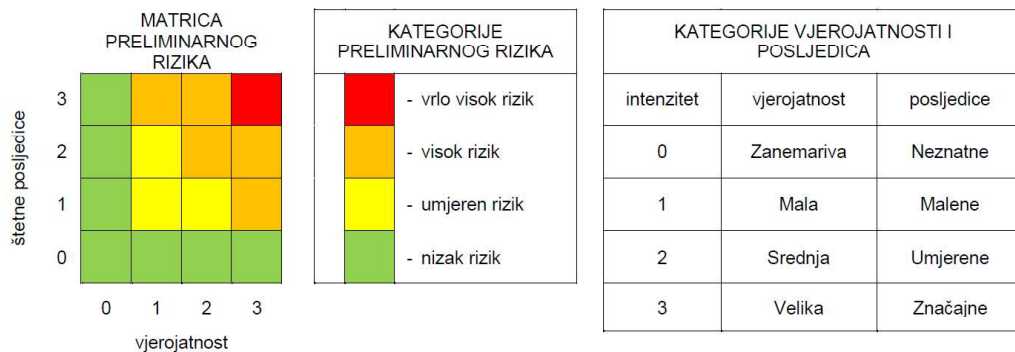 MATRICA
PRELIMINARNOG
RIZIKA
štetne posljedice
3
2
1
0
0 1 2 3
vjerojatnost
KATEGORIJE
PRELIMINARNOG RIZIKA
- vrlo visok rizik
- visok rizik
- umjeren rizik
- nizak rizik
KATEGORIJE VJEROJATNOSTI I
POSLJEDICA
intenzitet vjerojatnost posljedice
0 Zanemariva Neznatne
1 Mala Malene
2 Srednja Umjerene
3 Velika Značajne